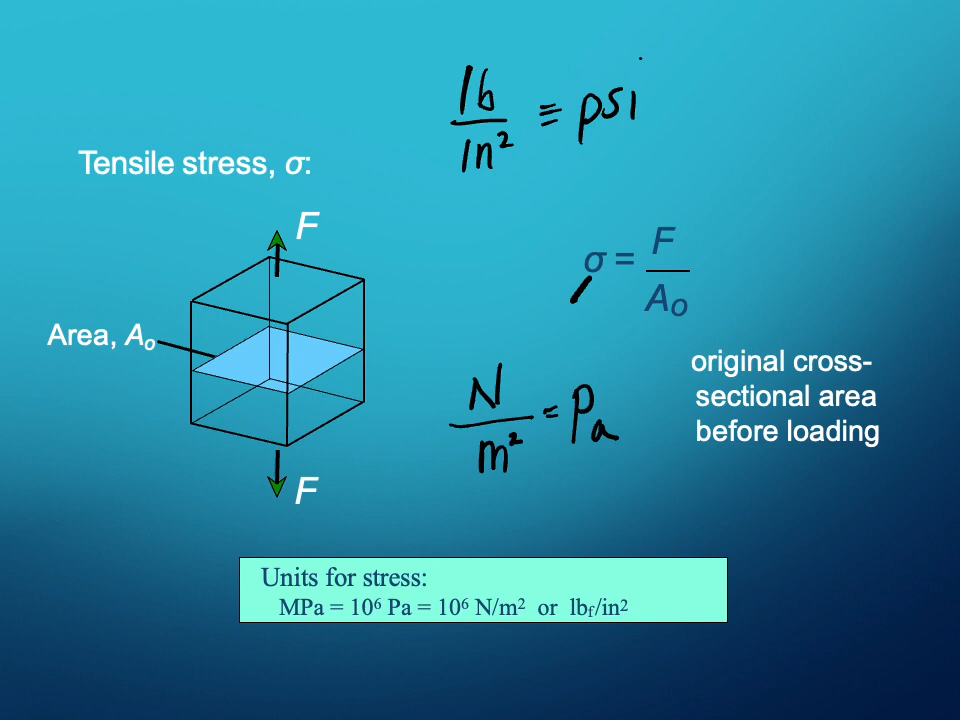 lb
in² ≡ psi
Tensile stress, σ:
F
σ = F
Aₒ
Area, Aₒ
original cross-
sectional area
before loading
N
m² = Pa
F
Units for stress:
MPa = 10⁶ Pa = 10⁶ N/m² or lbf/in²